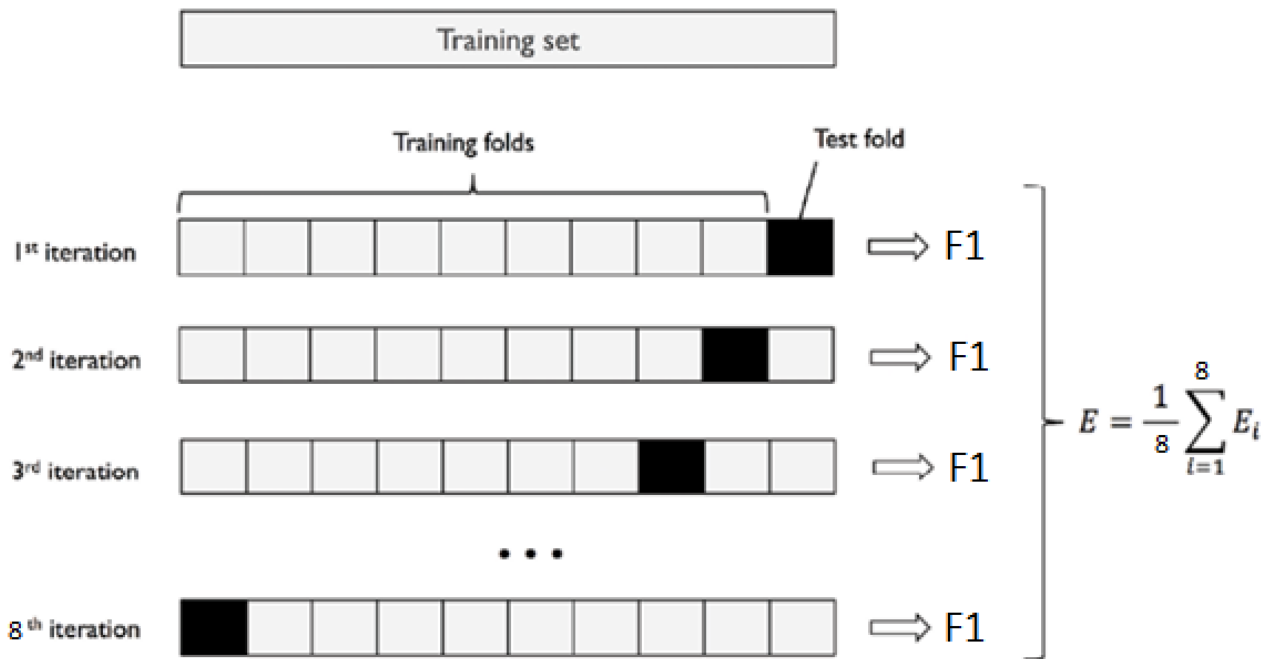 Training set
Training folds
Test fold
1st iteration
F1
2nd iteration
F1
3rd iteration
F1
• • •
8th iteration
F1
E = 1/8 ∑_{i=1}^{8} E_i